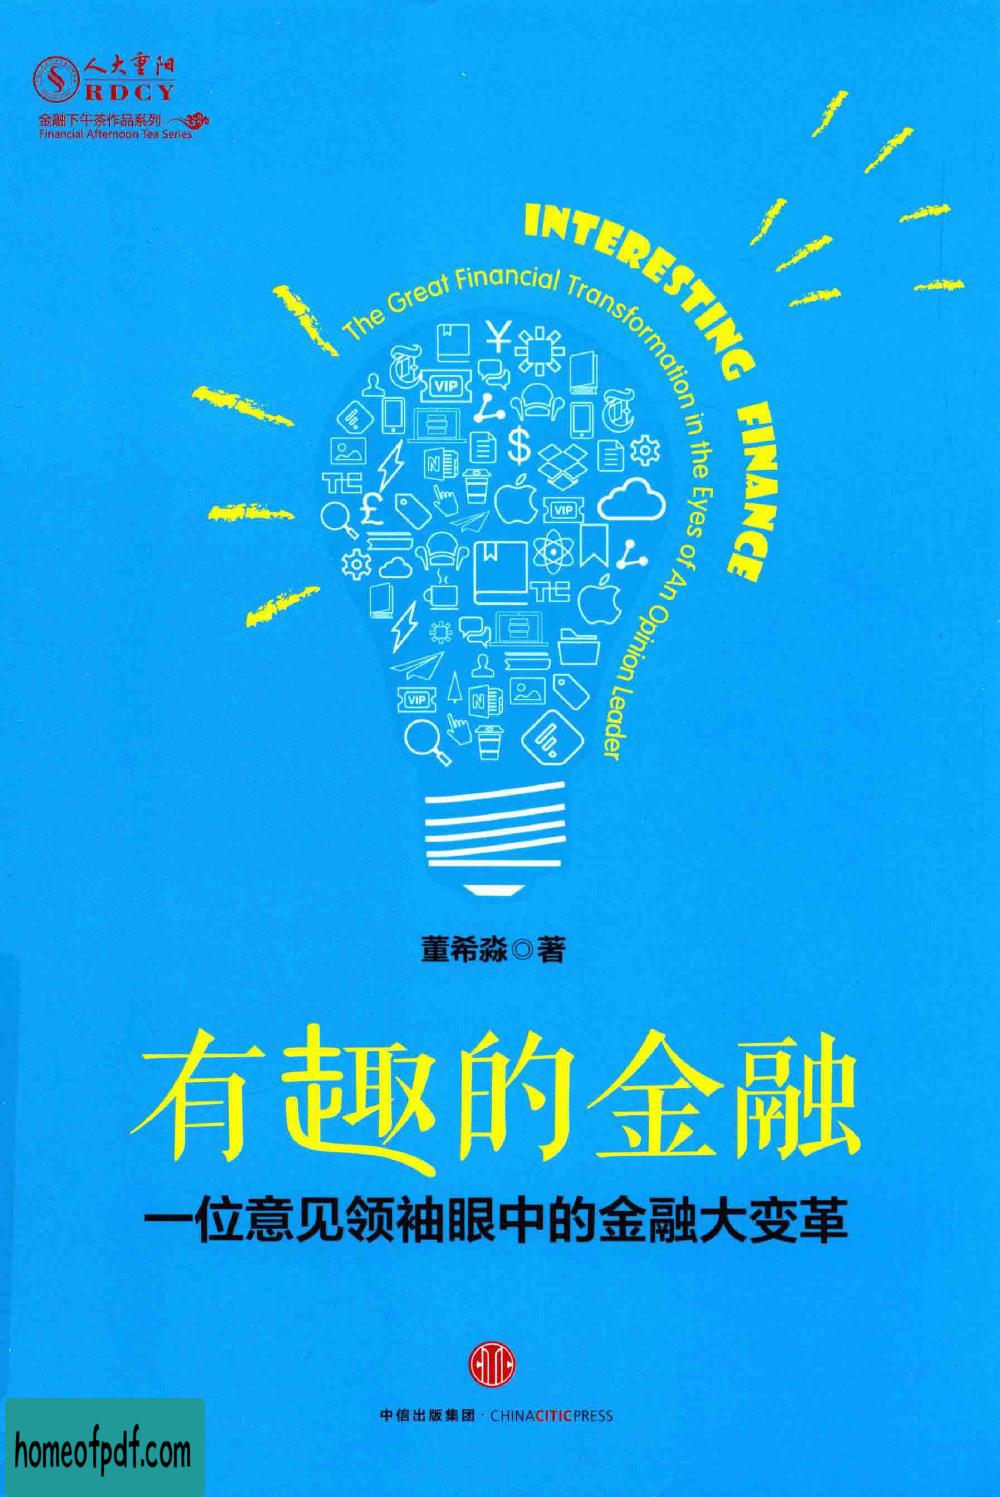 人大重阳
RDCY
金融下午茶作品系列
Financial Afternoon Tea Series
INTERESTING FINANCE
The Great Financial Transformation in the Eyes of An Opinion Leader
¥
VIP
$
N
TC
£
VIP
TC
VIP
N
董希淼◎著
有趣的金融
一位意见领袖眼中的金融大变革
中信出版集团·CHINACITICPRESS
homeofpdf.com